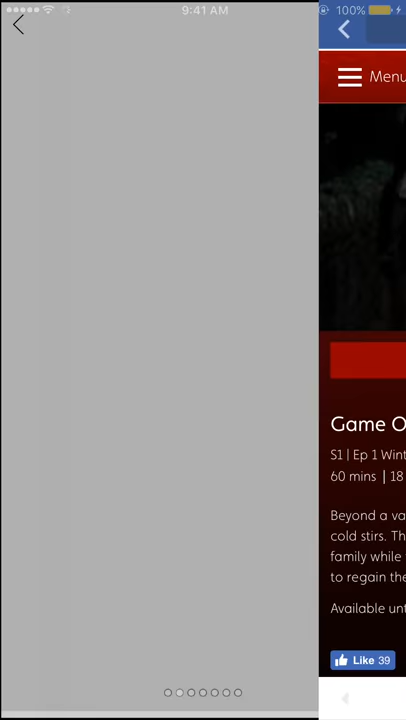 9:41 AM
100%
Menu
Game O
S1 | Ep 1 Wint
60 mins | 18
Beyond a va
cold stirs. Th
family while
to regain the
Available unt
Like 39